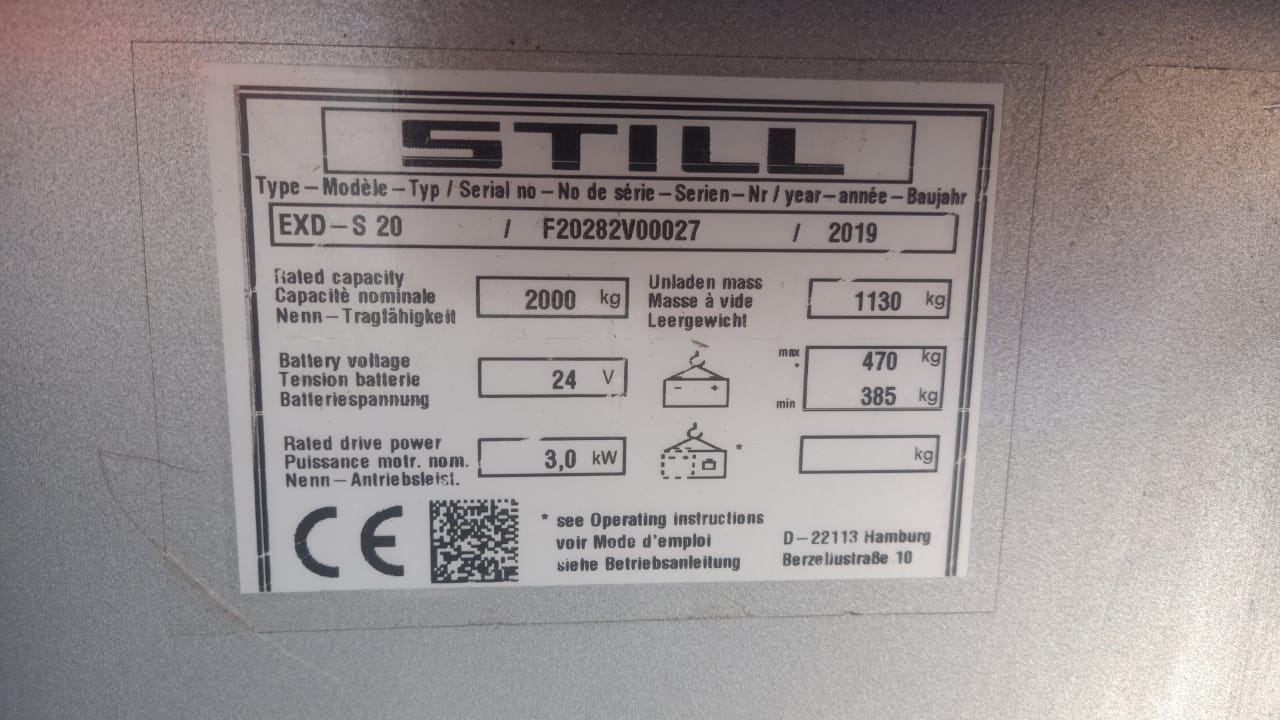 STILL
Type – Modèle – Typ / Serial no – No de série – Serien – Nr / year – année – Baujahr
EXD – S 20 / F20282V00027 / 2019
Rated capacity
Capacitè nominale
Nenn – Tragfähigkeit
2000 kg
Unladen mass
Masse à vide
Leergewicht
1130 kg
Battery voltage
Tension batterie
Batteriespannung
24 V
max 470 kg
*
min 385 kg
Rated drive power
Puissance motr. nom.
Nenn – Antriebsleist.
3,0 kW
* kg
CE
* see Operating instructions
voir Mode d'emploi
siehe Betriebsanleitung
D – 22113 Hamburg
Berzeliustraße 10